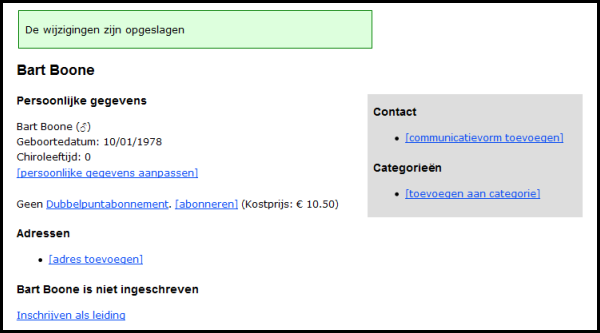 De wijzigingen zijn opgeslagen
Bart Boone
Persoonlijke gegevens
Bart Boone (♂)
Geboortedatum: 10/01/1978
Chiroleeftijd: 0
[persoonlijke gegevens aanpassen]
Geen Dubbelpuntabonnement. [abonneren] (Kostprijs: € 10.50)
Adressen
• [adres toevoegen]
Bart Boone is niet ingeschreven
Inschrijven als leiding
Contact
• [communicatievorm toevoegen]
Categorieën
• [toevoegen aan categorie]